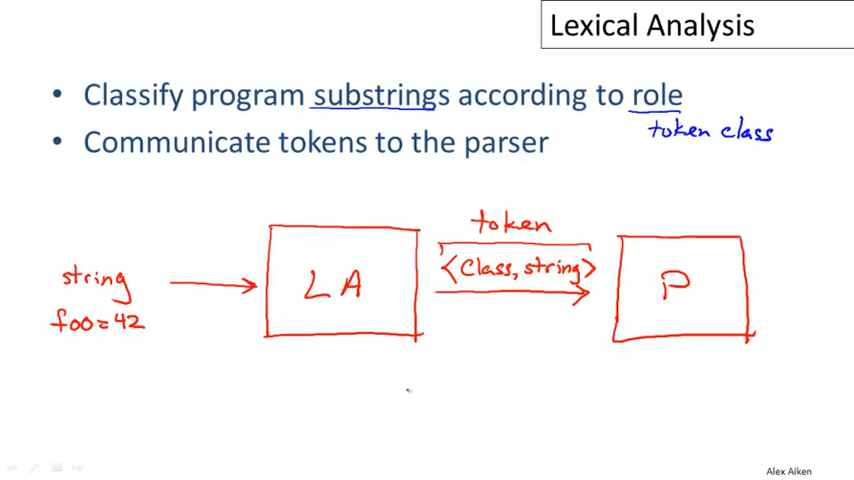 Lexical Analysis
• Classify program substrings according to role
token class
• Communicate tokens to the parser
token
<Class, string>
string
foo=42
LA
P
Alex Aiken